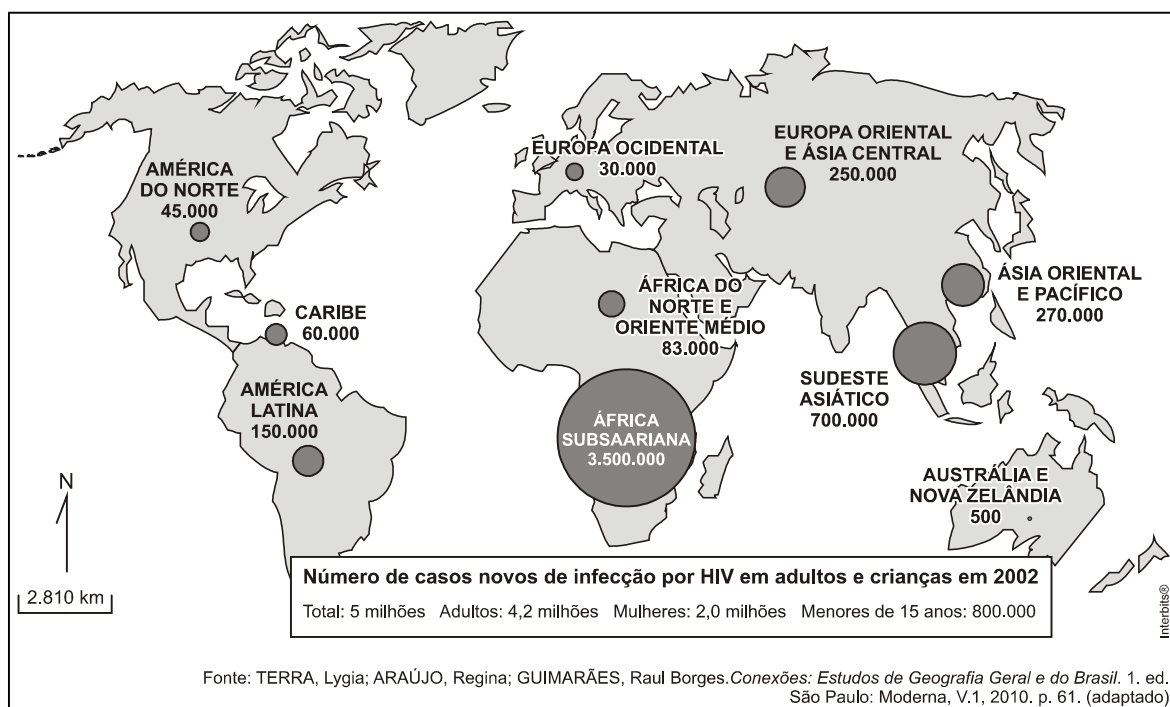 AMÉRICA
DO NORTE
45.000
EUROPA OCIDENTAL
30.000
EUROPA ORIENTAL
E ÁSIA CENTRAL
250.000
CARIBE
60.000
ÁFRICA DO
NORTE E
ORIENTE MÉDIO
83.000
ÁSIA ORIENTAL
E PACÍFICO
270.000
AMÉRICA
LATINA
150.000
ÁFRICA
SUBSAARIANA
3.500.000
SUDESTE
ASIÁTICO
700.000
AUSTRÁLIA E
NOVA ZELÂNDIA
500
N
2.810 km
Número de casos novos de infecção por HIV em adultos e crianças em 2002
Total: 5 milhões Adultos: 4,2 milhões Mulheres: 2,0 milhões Menores de 15 anos: 800.000
Interbits®
Fonte: TERRA, Lygia; ARAÚJO, Regina; GUIMARÃES, Raul Borges.Conexões: Estudos de Geografia Geral e do Brasil. 1. ed.
São Paulo: Moderna, V.1, 2010. p. 61. (adaptado)